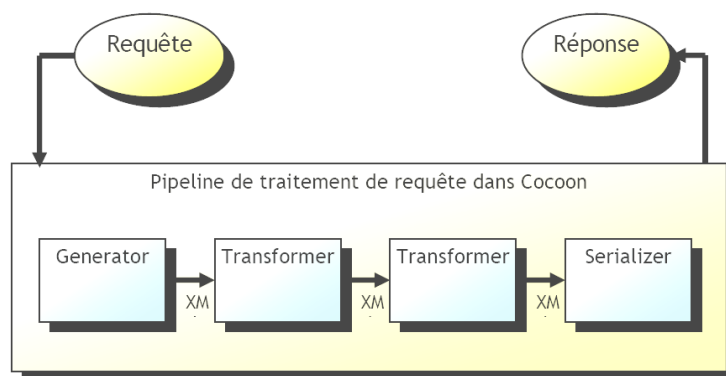 Requête
Réponse
Pipeline de traitement de requête dans Cocoon
Generator
Transformer
Transformer
Serializer
XM
XM
XM